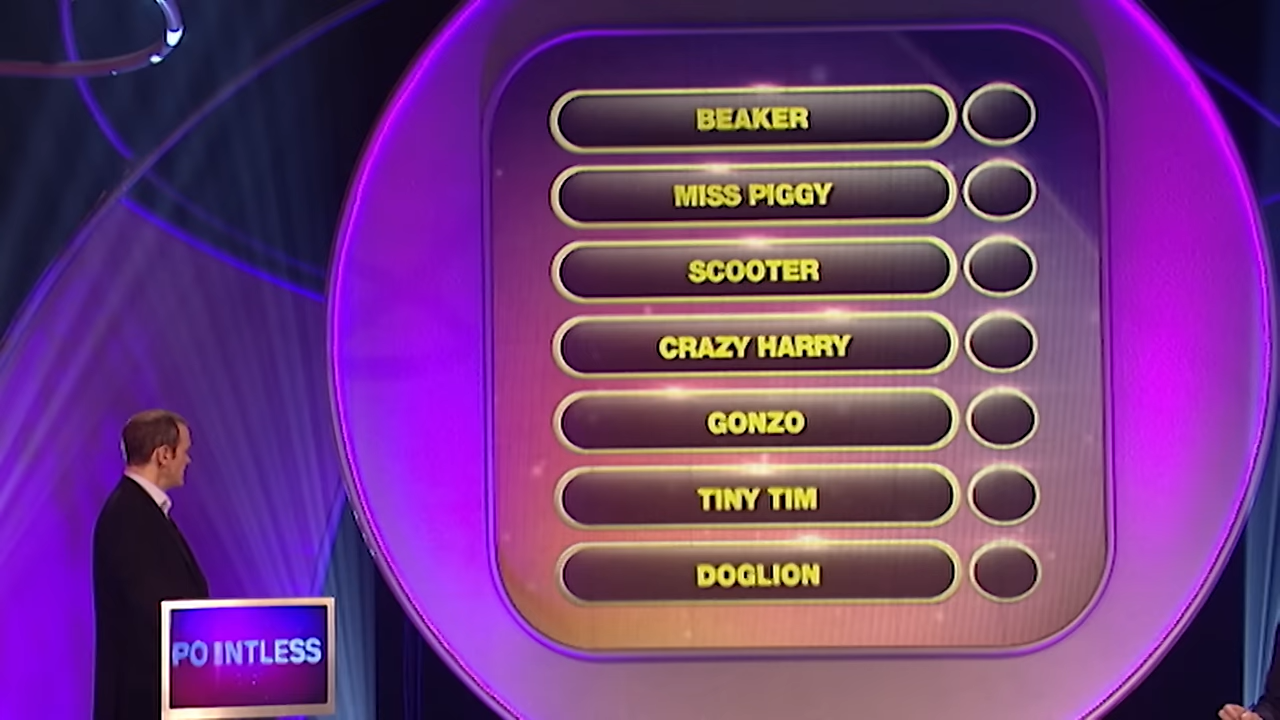 BEAKER
MISS PIGGY
SCOOTER
CRAZY HARRY
GONZO
TINY TIM
DOGLION
POINTLESS